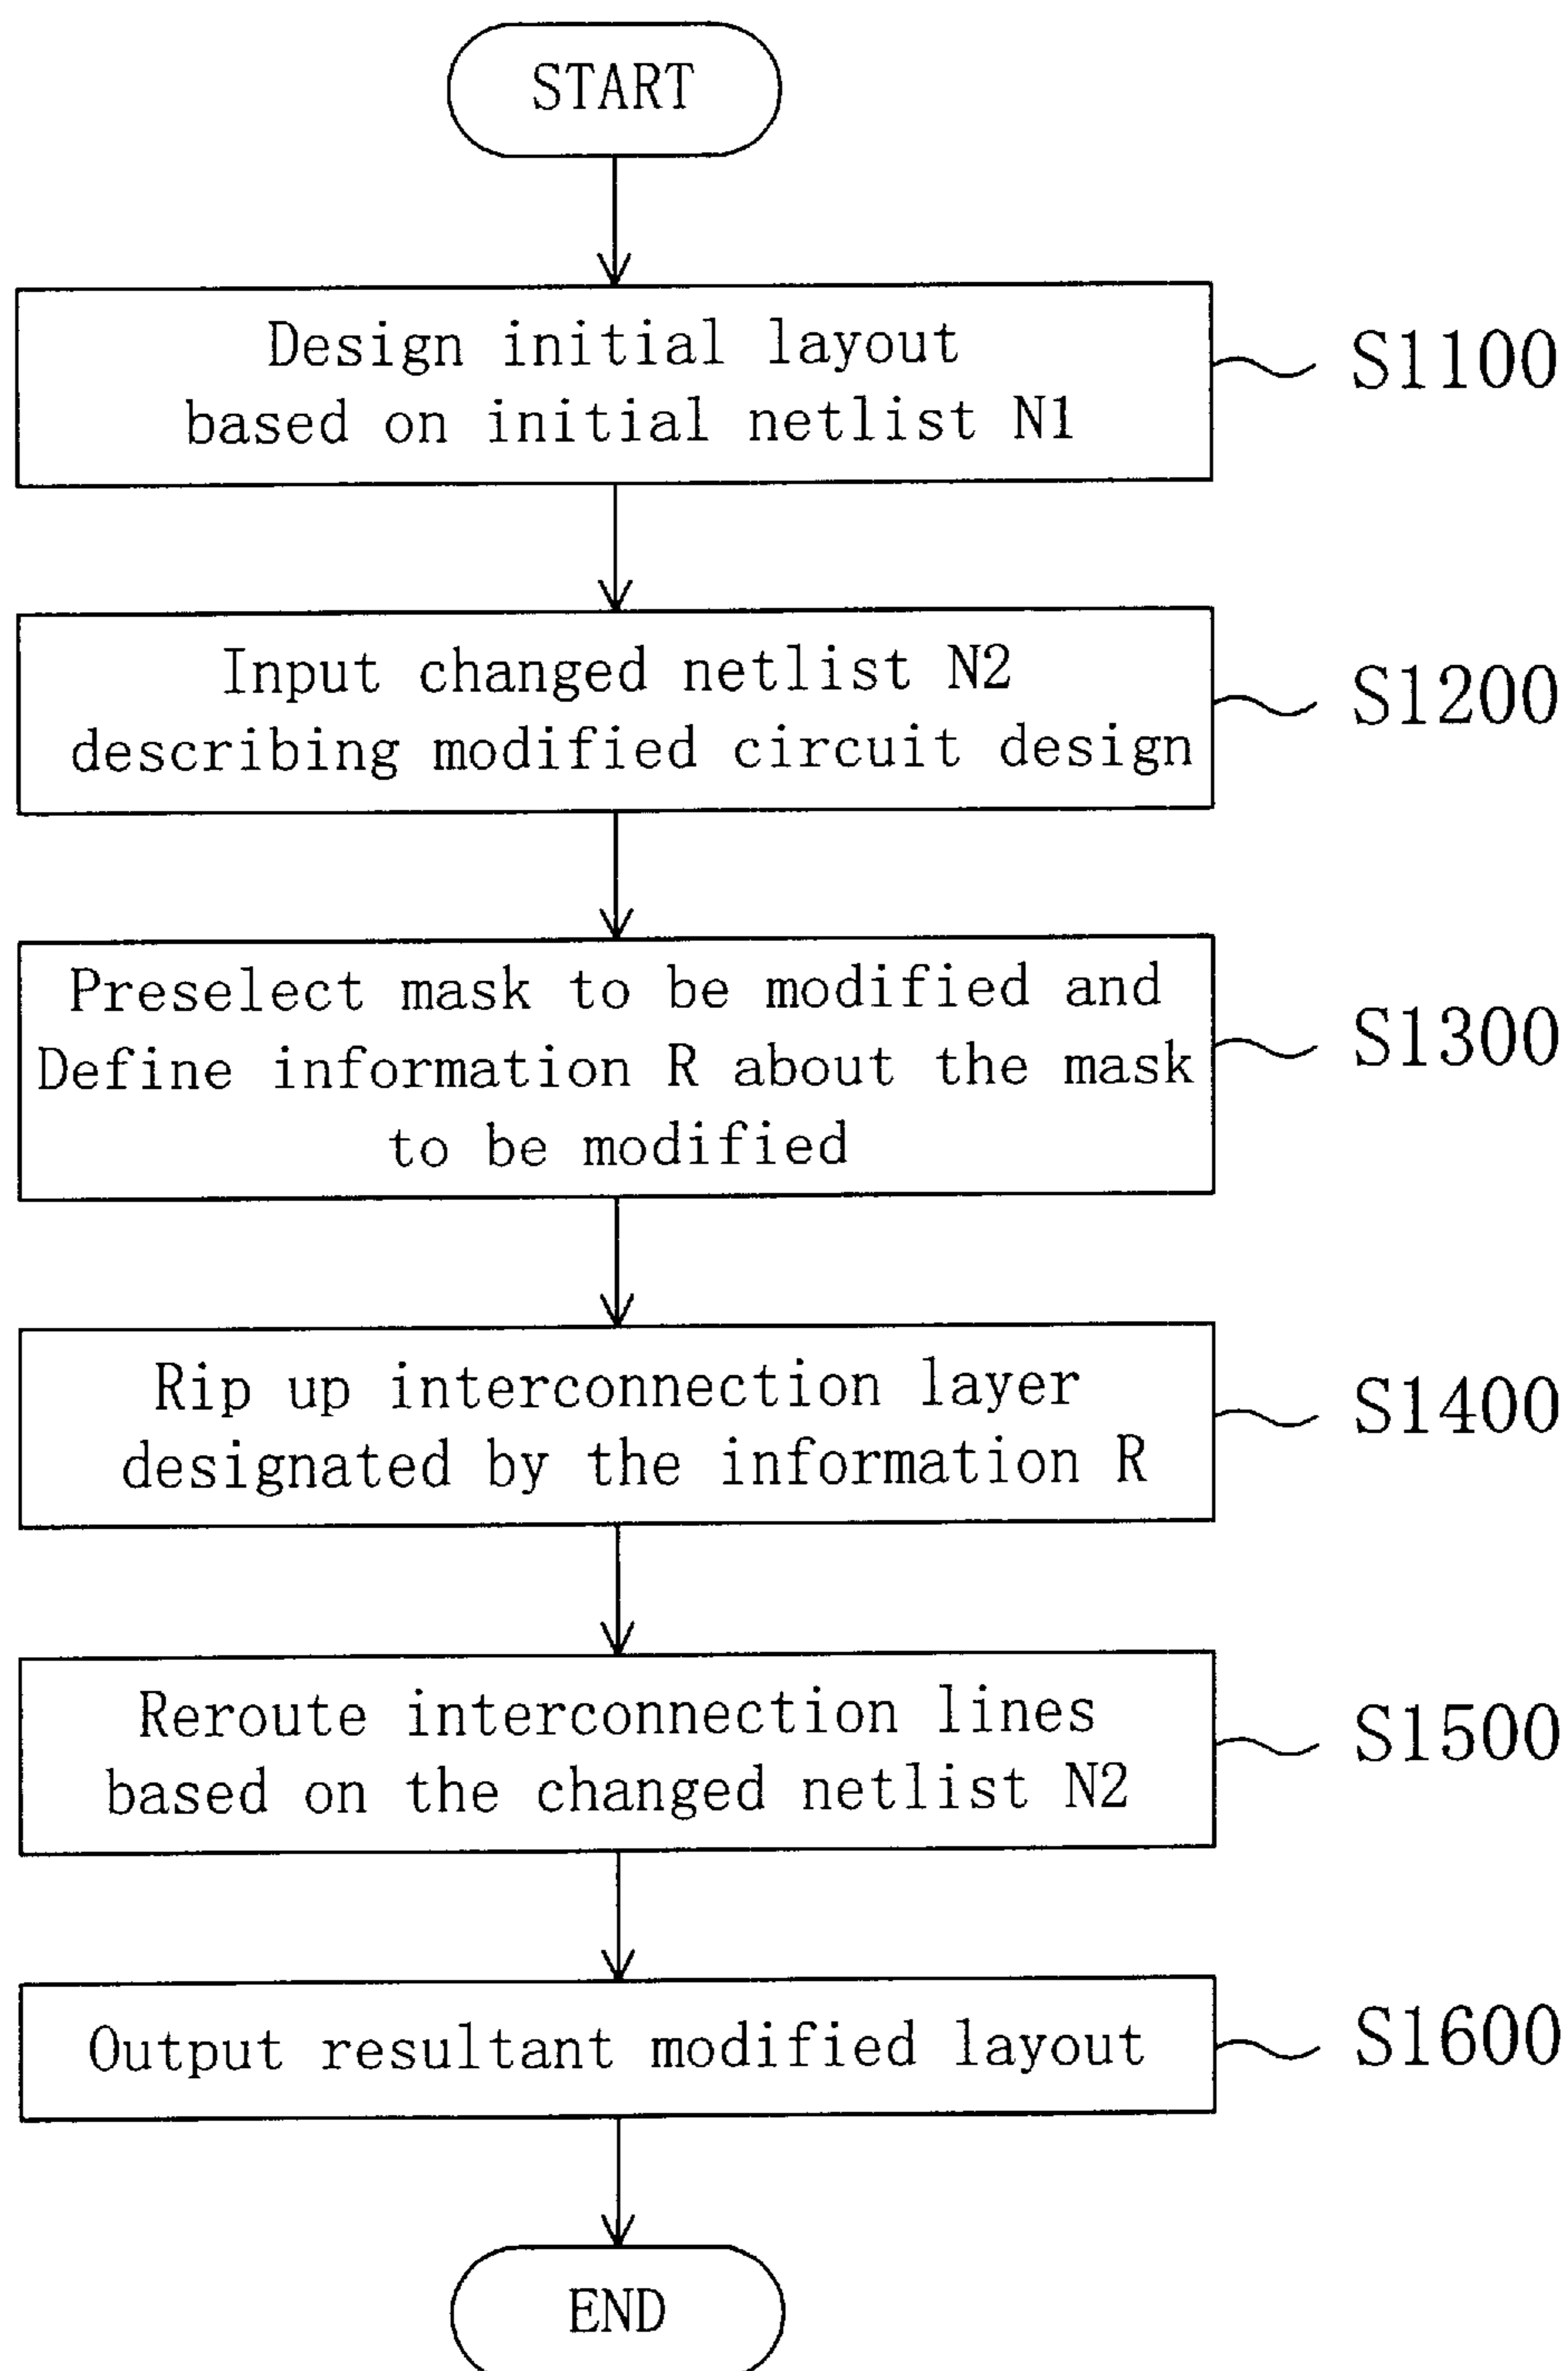 START
Design initial layout
based on initial netlist N1
S1100
Input changed netlist N2
describing modified circuit design
S1200
Preselect mask to be modified and
Define information R about the mask
to be modified
S1300
Rip up interconnection layer
designated by the information R
S1400
Reroute interconnection lines
based on the changed netlist N2
S1500
Output resultant modified layout
S1600
END